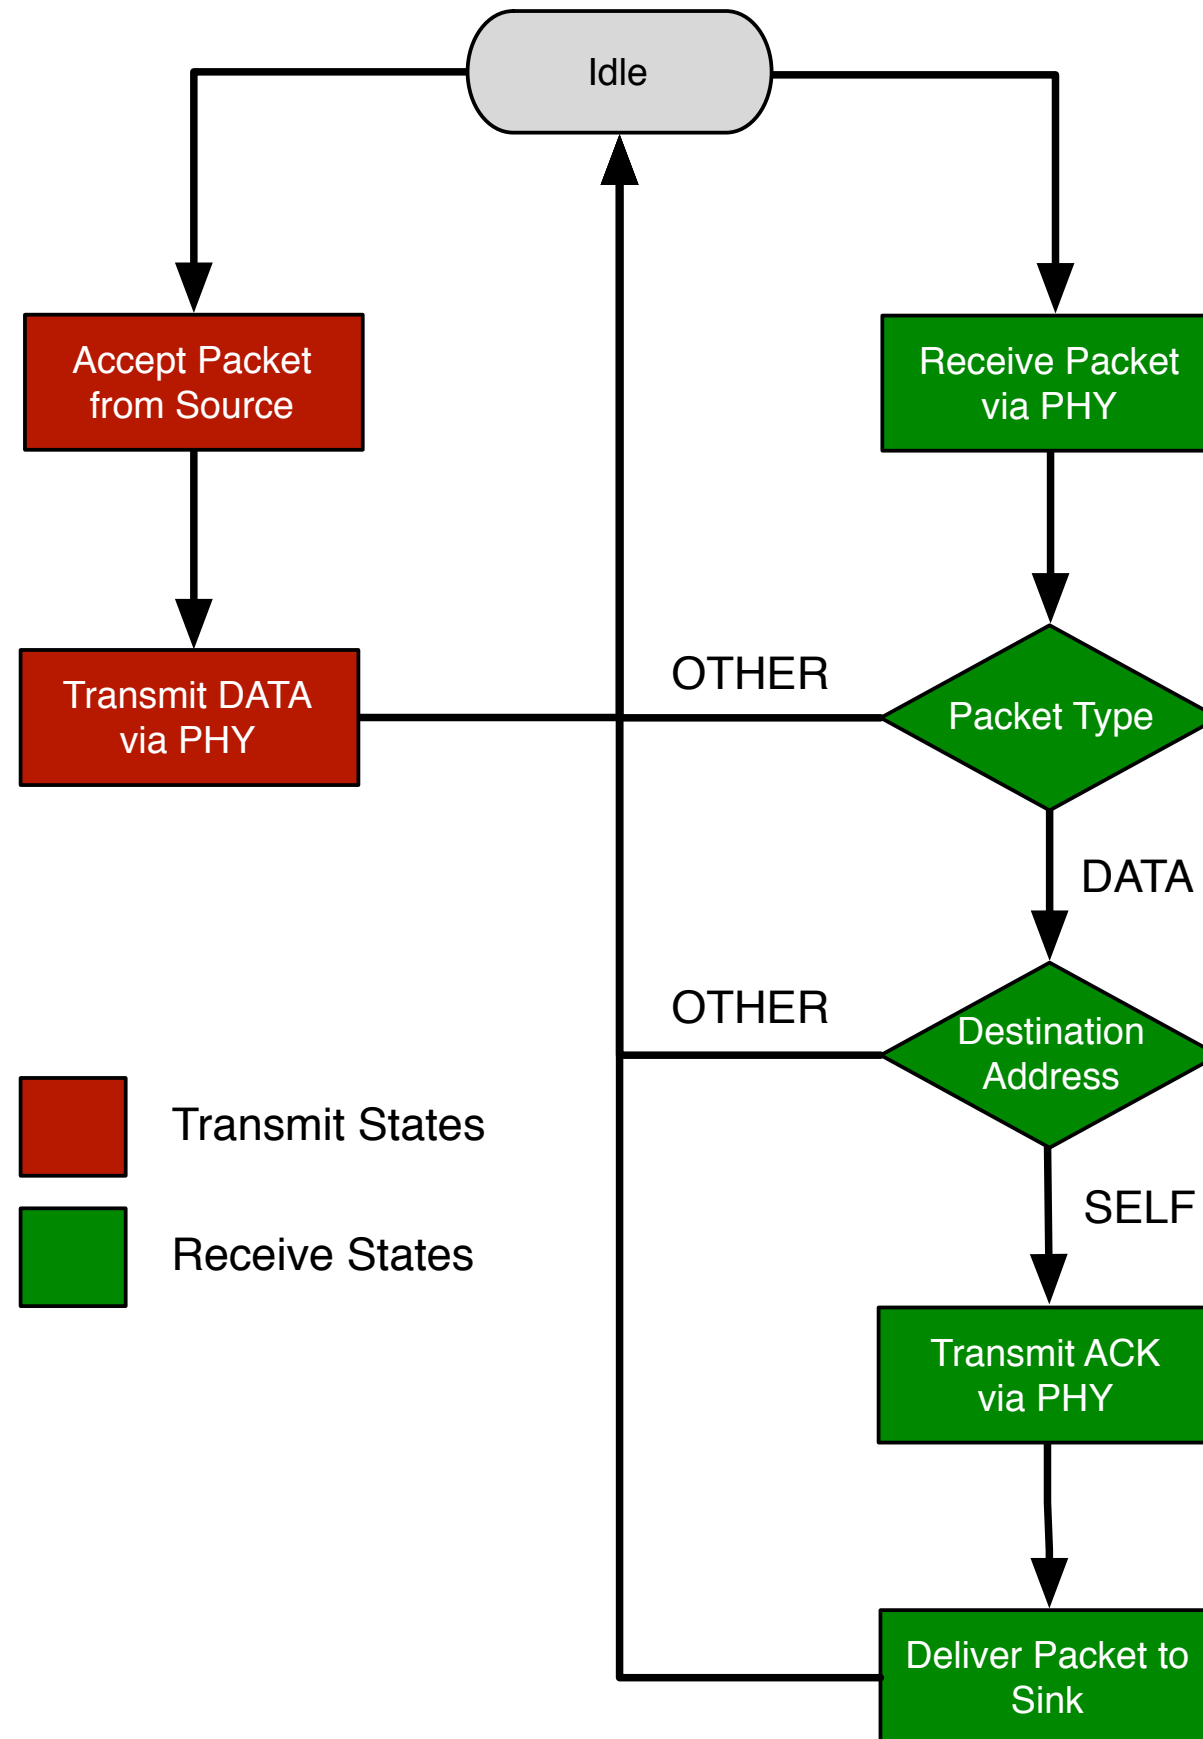 Idle
Accept Packet
from Source
Receive Packet
via PHY
Transmit DATA
via PHY
OTHER
Packet Type
DATA
OTHER
Destination
Address
Transmit States
SELF
Receive States
Transmit ACK
via PHY
Deliver Packet to
Sink